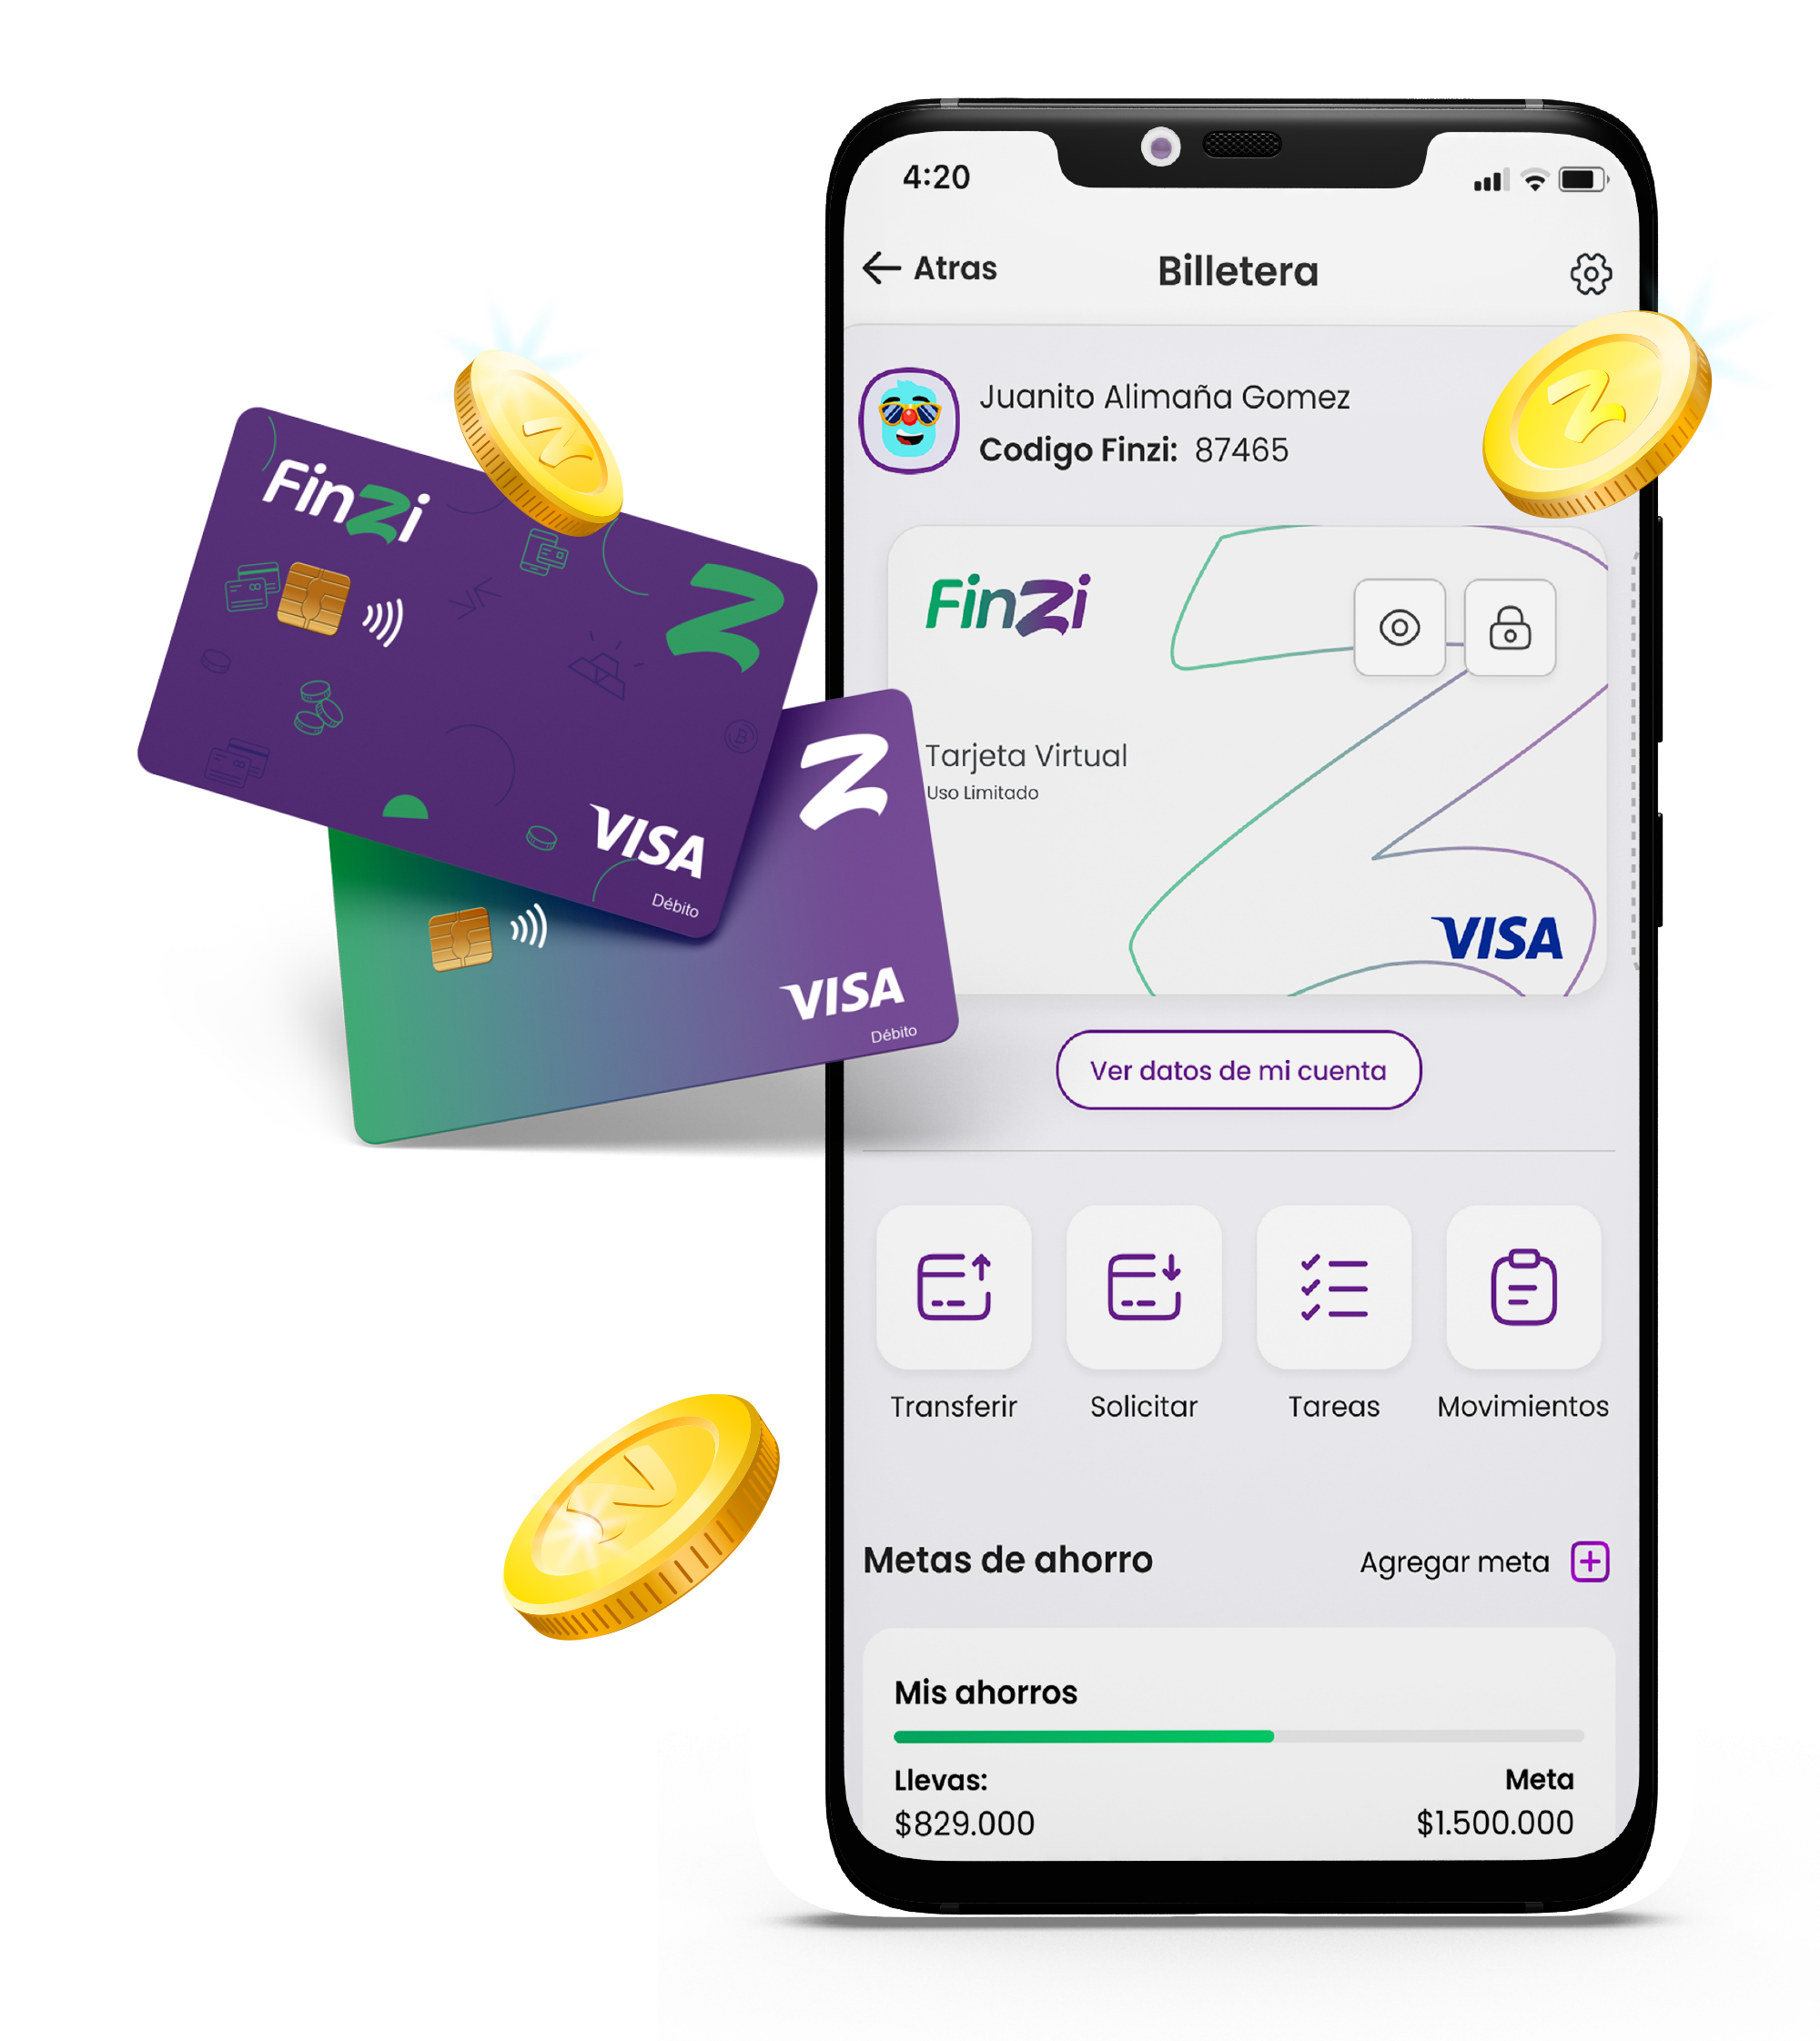 4:20
Atras
Billetera
Juanito Alimaña Gomez
Codigo Finzi: 87465
FinZi
VISA
Débito
VISA
Débito
FinZi
Tarjeta Virtual
Uso Limitado
VISA
Ver datos de mi cuenta
Transferir
Solicitar
Tareas
Movimientos
Metas de ahorro
Agregar meta
Mis ahorros
Llevas:
Meta
$829.000
$1.500.000